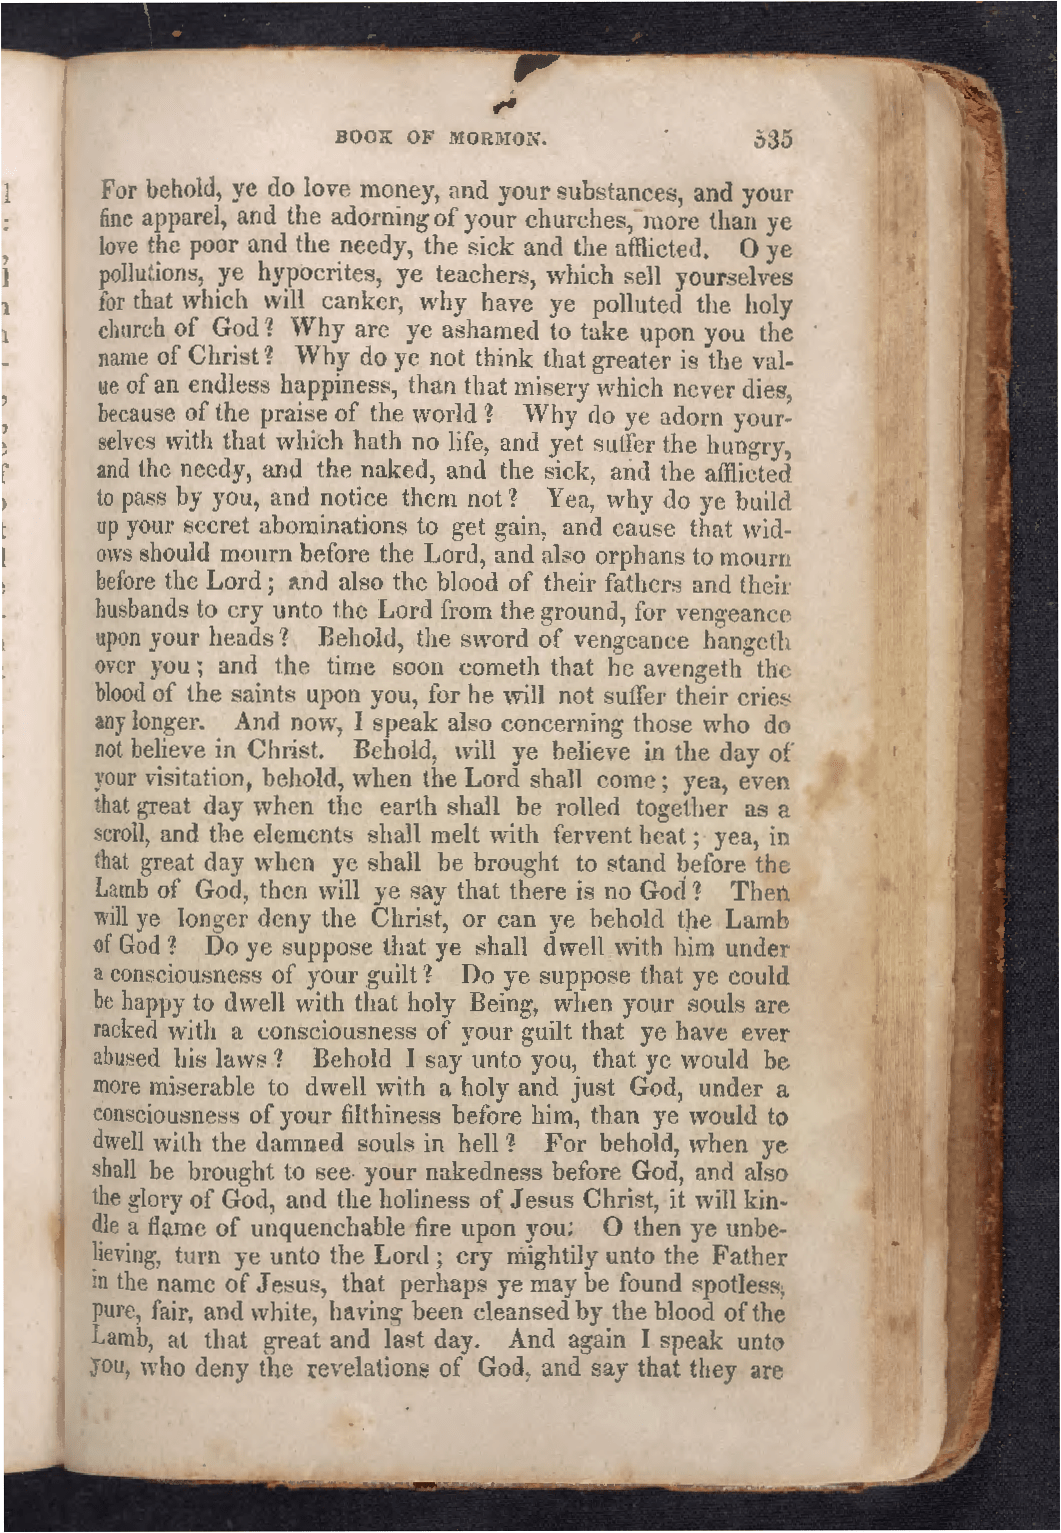 BOOK OF MORMON. 535
For behold, ye do love money, and your substances, and your
fine apparel, and the adorning of your churches, more than ye
love the poor and the needy, the sick and the afflicted. O ye
pollutions, ye hypocrites, ye teachers, which sell yourselves
for that which will canker, why have ye polluted the holy
church of God? Why are ye ashamed to take upon you the
name of Christ? Why do ye not think that greater is the val-
ue of an endless happiness, than that misery which never dies,
because of the praise of the world? Why do ye adorn your-
selves with that which hath no life, and yet suffer the hungry,
and the needy, and the naked, and the sick, and the afflicted
to pass by you, and notice them not? Yea, why do ye build
up your secret abominations to get gain, and cause that wid-
ows should mourn before the Lord, and also orphans to mourn
before the Lord; and also the blood of their fathers and their
husbands to cry unto the Lord from the ground, for vengeance
upon your heads? Behold, the sword of vengeance hangeth
over you; and the time soon cometh that he avengeth the
blood of the saints upon you, for he will not suffer their cries
any longer. And now, I speak also concerning those who do
not believe in Christ. Behold, will ye believe in the day of
your visitation, behold, when the Lord shall come; yea, even
that great day when the earth shall be rolled together as a
scroll, and the elements shall melt with fervent heat; yea, in
that great day when ye shall be brought to stand before the
Lamb of God, then will ye say that there is no God? Then
will ye longer deny the Christ, or can ye behold the Lamb
of God? Do ye suppose that ye shall dwell with him under
a consciousness of your guilt? Do ye suppose that ye could
be happy to dwell with that holy Being, when your souls are
racked with a consciousness of your guilt that ye have ever
abused his laws? Behold I say unto you, that ye would be
more miserable to dwell with a holy and just God, under a
consciousness of your filthiness before him, than ye would to
dwell with the damned souls in hell? For behold, when ye
shall be brought to see your nakedness before God, and also
the glory of God, and the holiness of Jesus Christ, it will kin-
dle a flame of unquenchable fire upon you: O then ye unbe-
lieving, turn ye unto the Lord; cry mightily unto the Father
in the name of Jesus, that perhaps ye may be found spotless,
pure, fair, and white, having been cleansed by the blood of the
Lamb, at that great and last day. And again I speak unto
you, who deny the revelations of God, and say that they are